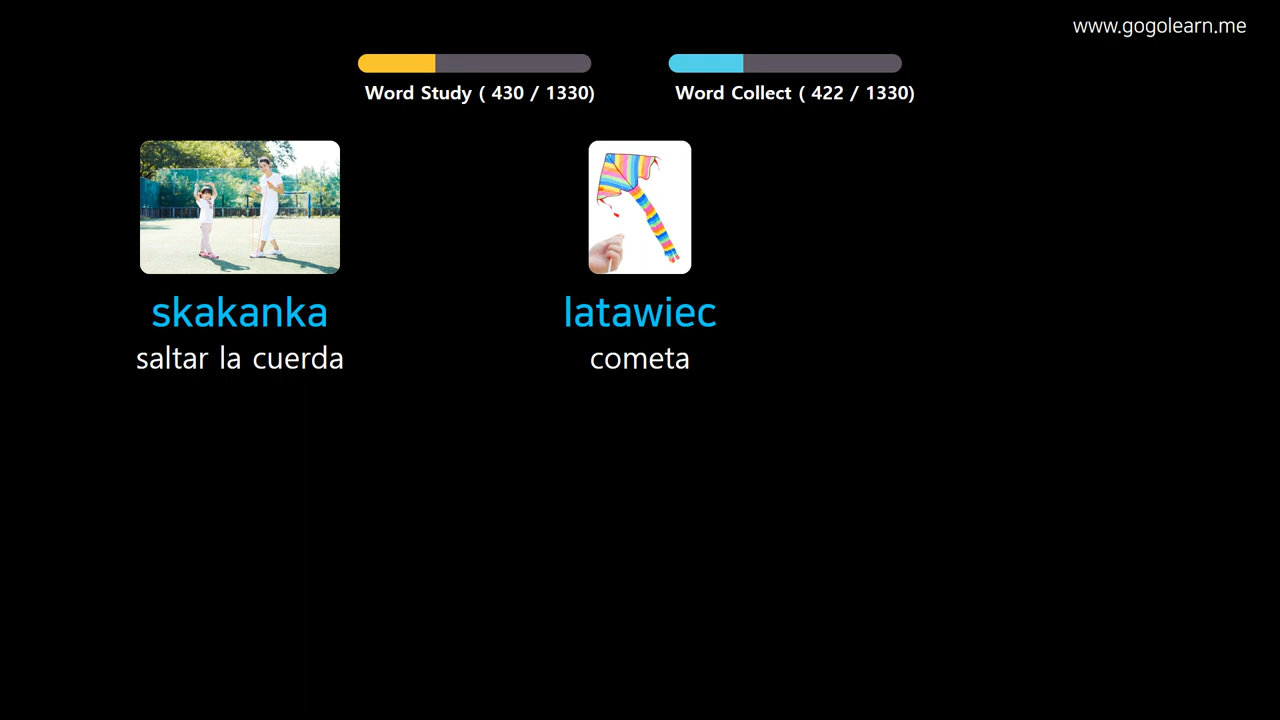 www.gogolearn.me
Word Study ( 430 / 1330)
Word Collect ( 422 / 1330)
skakanka
latawiec
saltar la cuerda
cometa